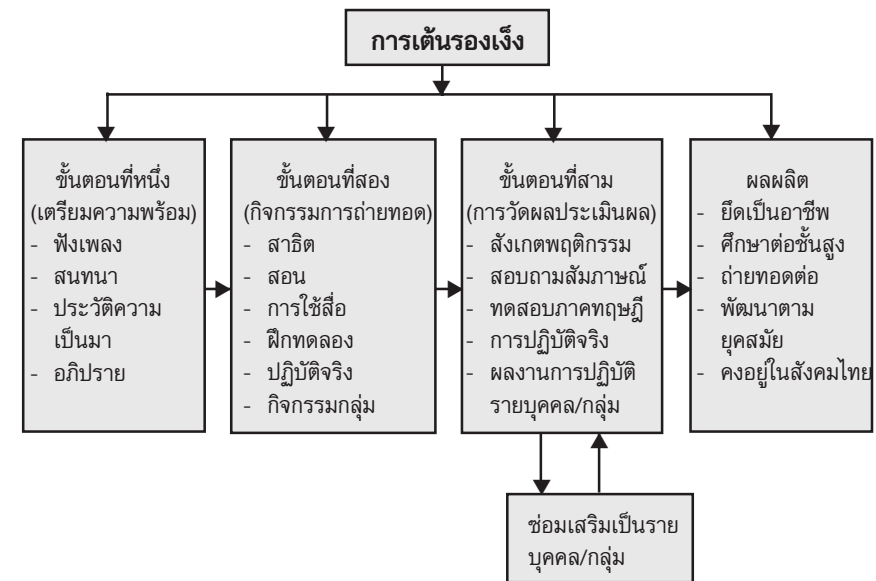 การเต้นรองเง็ง
ขั้นตอนที่หนึ่ง
(เตรียมความพร้อม)
- ฟังเพลง
- สนทนา
- ประวัติความ
เป็นมา
- อภิปราย
ขั้นตอนที่สอง
(กิจกรรมการถ่ายทอด)
- สาธิต
- สอน
- การใช้สื่อ
- ฝึกทดลอง
- ปฏิบัติจริง
- กิจกรรมกลุ่ม
ขั้นตอนที่สาม
(การวัดผลประเมินผล)
- สังเกตพฤติกรรม
- สอบถามสัมภาษณ์
- ทดสอบภาคทฤษฎี
- การปฏิบัติจริง
- ผลงานการปฏิบัติ
รายบุคคล/กลุ่ม
ผลผลิต
- ยึดเป็นอาชีพ
- ศึกษาต่อชั้นสูง
- ถ่ายทอดต่อ
- พัฒนาตาม
ยุคสมัย
- คงอยู่ในสังคมไทย
ซ่อมเสริมเป็นราย
บุคคล/กลุ่ม